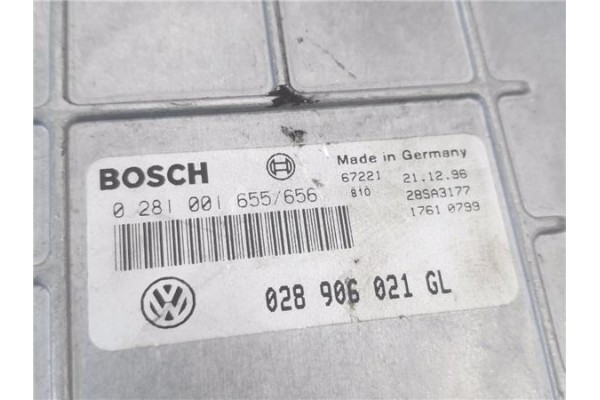 BOSCH
Made in Germany
0 281 001 655/656
67221 21.12.96
810 28SA3177
1761 0799
028 906 021 GL